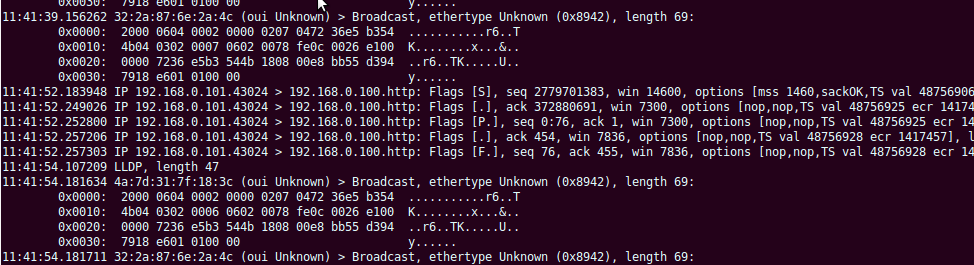 0x0030:  7918 e601 0100 00                        y......
11:41:39.156262 32:2a:87:6e:2a:4c (oui Unknown) > Broadcast, ethertype Unknown (0x8942), length 69:
0x0000:  2000 0604 0002 0000 0207 0472 36e5 b354  ...........r6..T
0x0010:  4b04 0302 0007 0602 0078 fe0c 0026 e100  K........x...&..
0x0020:  0000 7236 e5b3 544b 1808 00e8 bb55 d394  ..r6..TK.....U..
0x0030:  7918 e601 0100 00                        y......
11:41:52.183948 IP 192.168.0.101.43024 > 192.168.0.100.http: Flags [S], seq 2779701383, win 14600, options [mss 1460,sackOK,TS val 48756906
11:41:52.249026 IP 192.168.0.101.43024 > 192.168.0.100.http: Flags [.], ack 372880691, win 7300, options [nop,nop,TS val 48756925 ecr 14174
11:41:52.252800 IP 192.168.0.101.43024 > 192.168.0.100.http: Flags [P.], seq 0:76, ack 1, win 7300, options [nop,nop,TS val 48756925 ecr 14
11:41:52.257206 IP 192.168.0.101.43024 > 192.168.0.100.http: Flags [.], ack 454, win 7836, options [nop,nop,TS val 48756928 ecr 1417457], l
11:41:52.257303 IP 192.168.0.101.43024 > 192.168.0.100.http: Flags [F.], seq 76, ack 455, win 7836, options [nop,nop,TS val 48756928 ecr 14
11:41:54.107209 LLDP, length 47
11:41:54.181634 4a:7d:31:7f:18:3c (oui Unknown) > Broadcast, ethertype Unknown (0x8942), length 69:
0x0000:  2000 0604 0002 0000 0207 0472 36e5 b354  ...........r6..T
0x0010:  4b04 0302 0006 0602 0078 fe0c 0026 e100  K........x...&..
0x0020:  0000 7236 e5b3 544b 1808 00e8 bb55 d394  ..r6..TK.....U..
0x0030:  7918 e601 0100 00                        y......
11:41:54.181711 32:2a:87:6e:2a:4c (oui Unknown) > Broadcast, ethertype Unknown (0x8942), length 69: